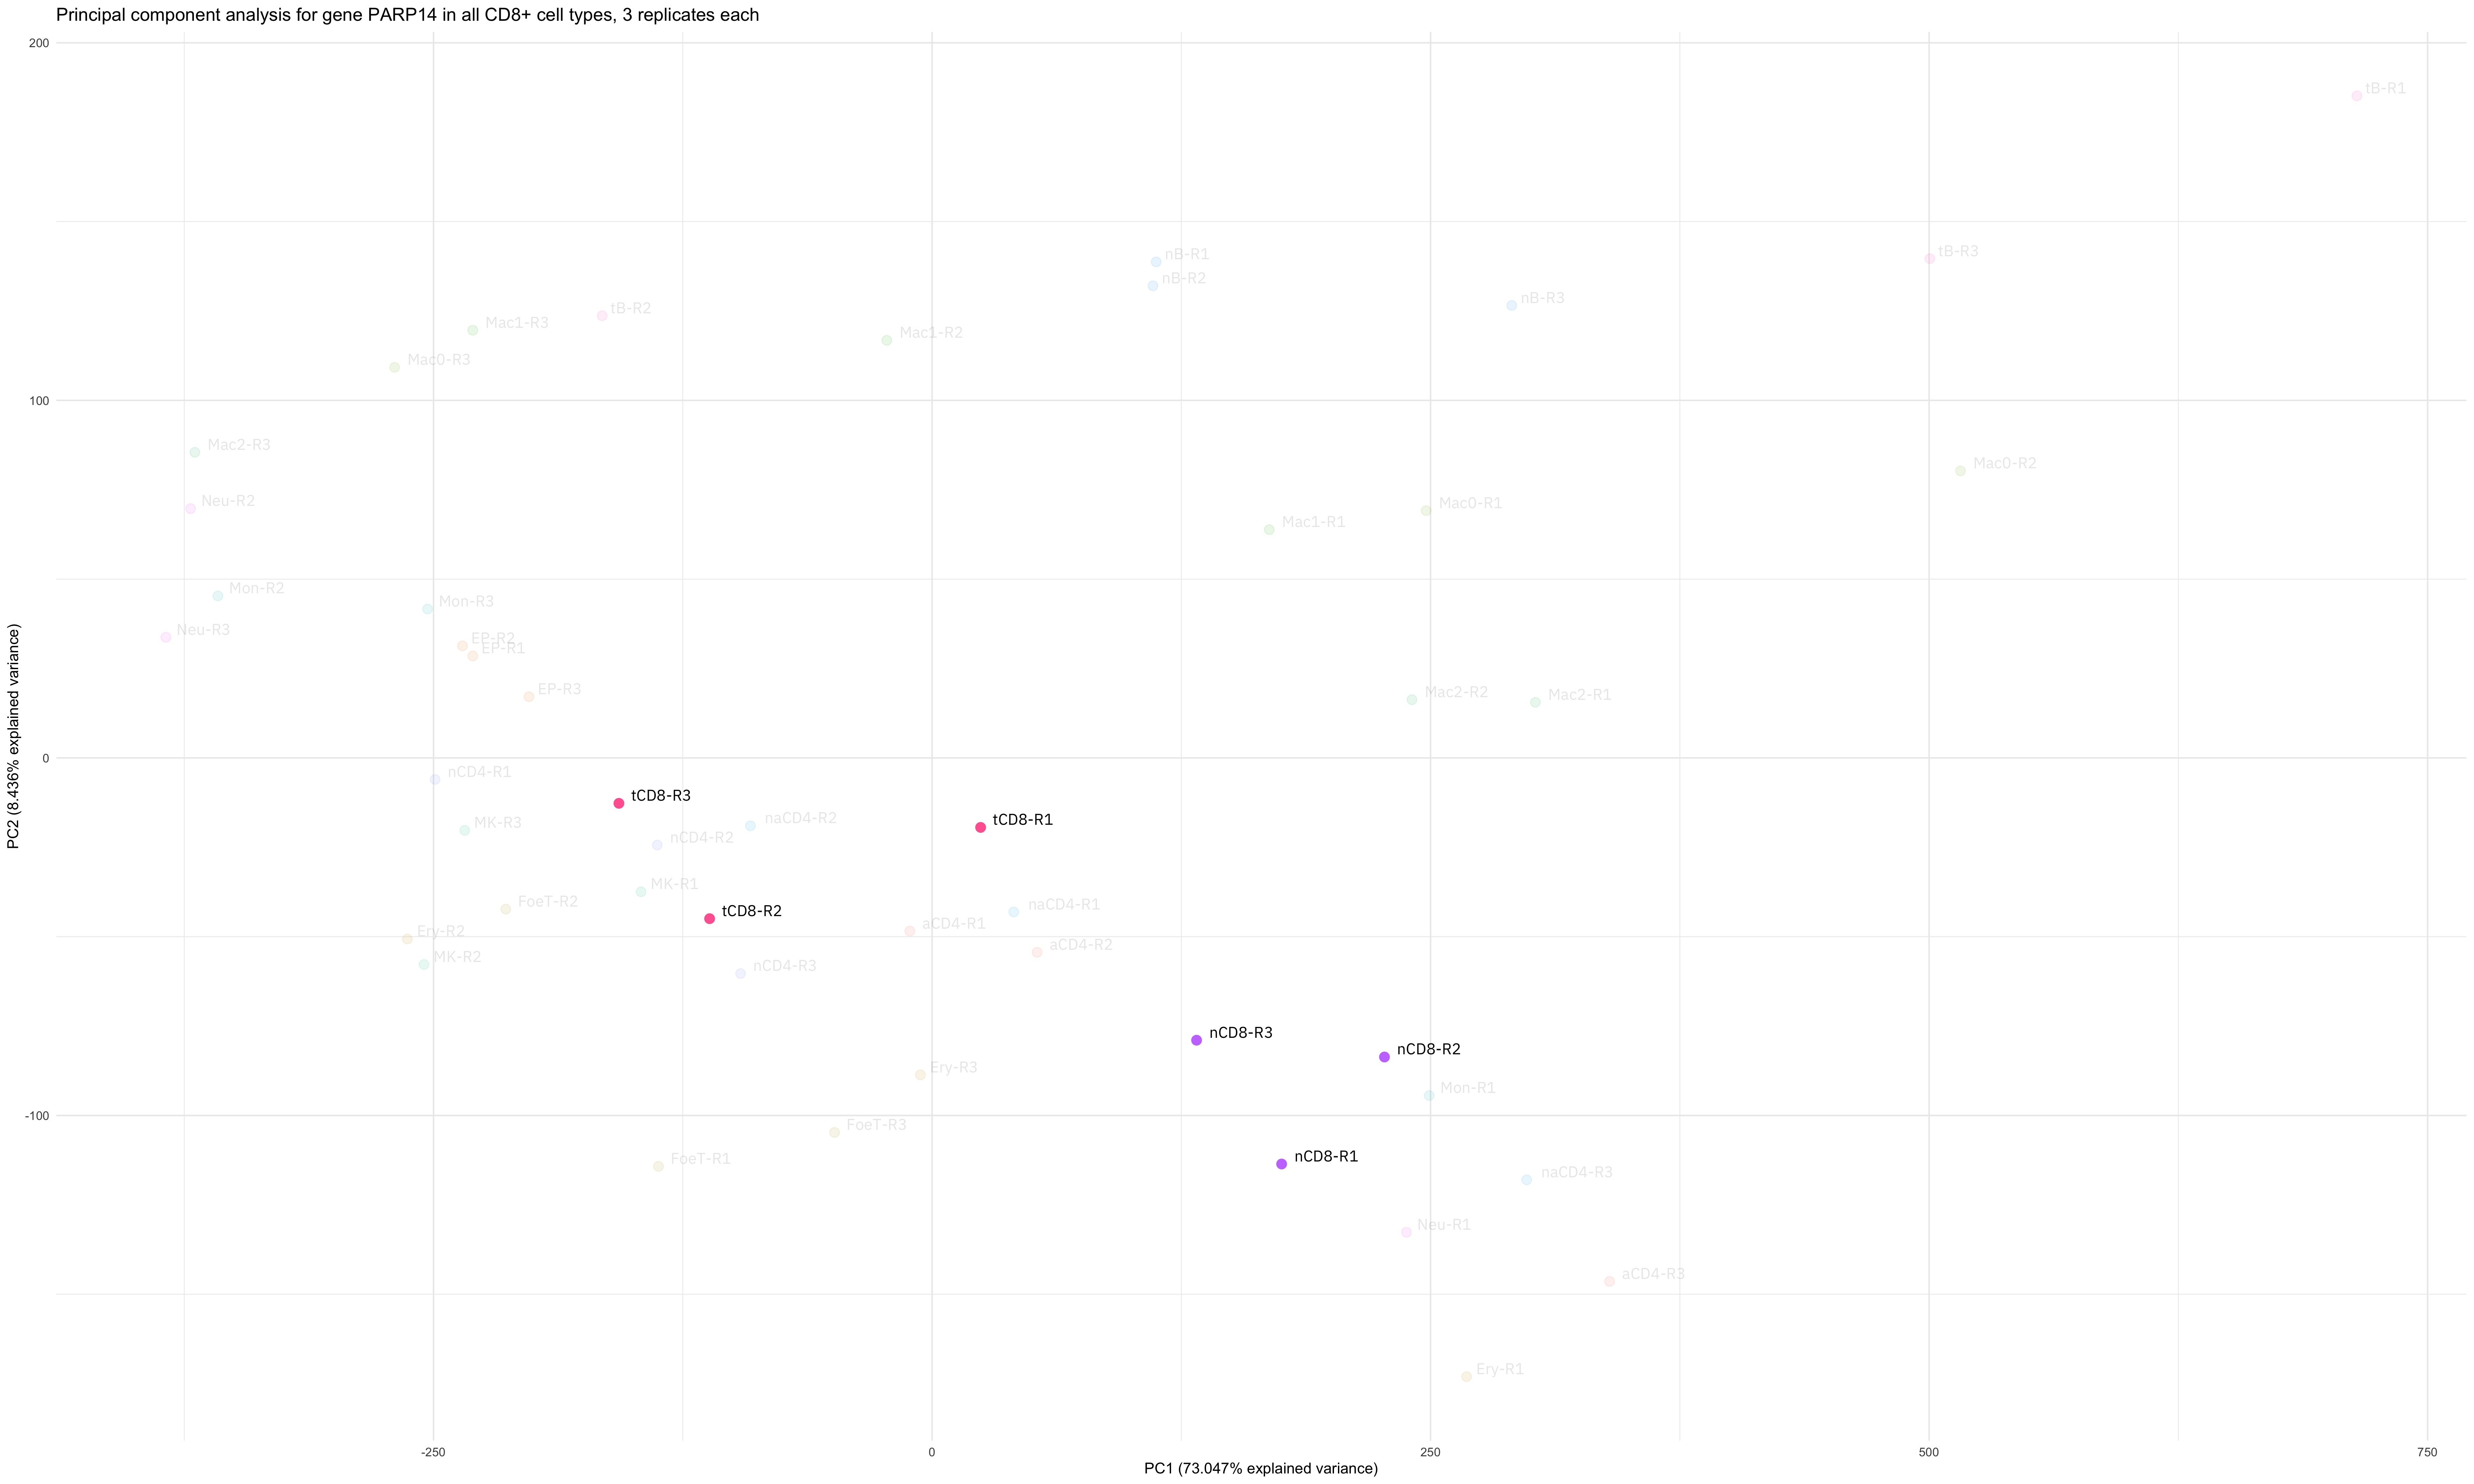 Principal component analysis for gene PARP14 in all CD8+ cell types, 3 replicates each
200
tB-R1
nB-R1
tB-R3
nB-R2
nB-R3
tB-R2
Mac1-R3
Mac1-R2
Mac0-R3
100
Mac2-R3
Mac0-R2
Neu-R2
Mac0-R1
Mac1-R1
Mon-R2
Mon-R3
Neu-R3
EP-R2
EP-R1
EP-R3
Mac2-R2
Mac2-R1
PC2 (8.436% explained variance)
0
nCD4-R1
tCD8-R3
naCD4-R2
tCD8-R1
MK-R3
nCD4-R2
MK-R1
FoeT-R2
naCD4-R1
tCD8-R2
aCD4-R1
Ery-R2
aCD4-R2
MK-R2
nCD4-R3
nCD8-R3
nCD8-R2
Ery-R3
Mon-R1
-100
FoeT-R3
nCD8-R1
FoeT-R1
naCD4-R3
Neu-R1
aCD4-R3
Ery-R1
-250 0 250 500 750
PC1 (73.047% explained variance)